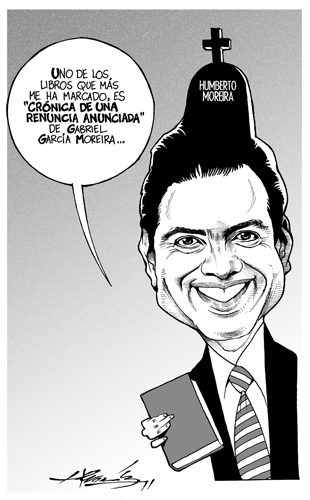 UNO DE LOS,
LIBROS QUE MÁS
ME HA MARCADO, ES
"CRÓNICA DE UNA
RENUNCIA ANUNCIADA"
DE GABRIEL
GARCÍA MOREIRA...
HUMBERTO
MOREIRA